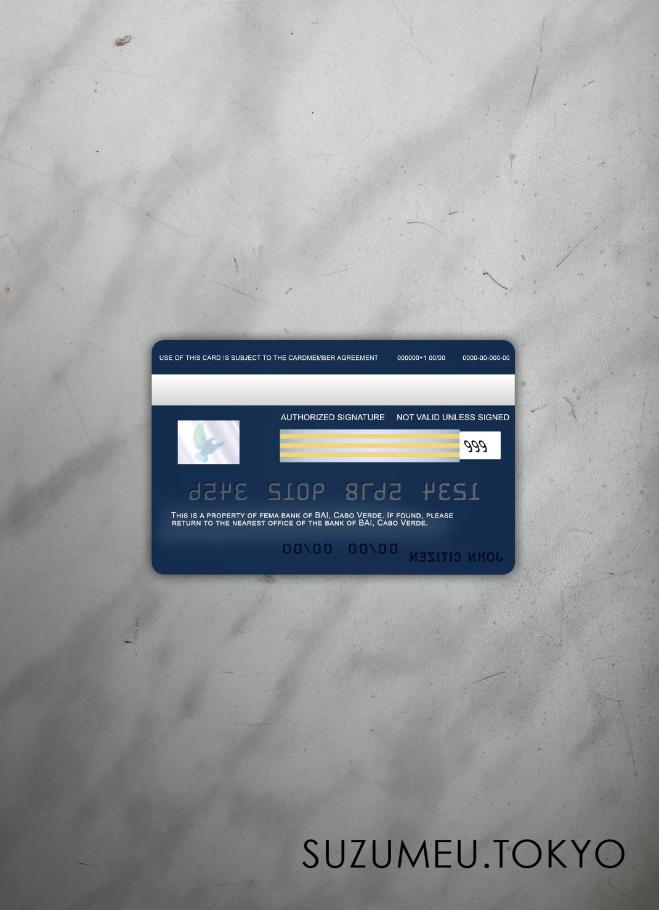 USE OF THIS CARD IS SUBJECT TO THE CARDMEMBER AGREEMENT 000000+1 00/00 0000-00-000-00
AUTHORIZED SIGNATURE NOT VALID UNLESS SIGNED
999
1234 5678 9012 3456
THIS IS A PROPERTY OF FEMA BANK OF BAI, CABO VERDE. IF FOUND, PLEASE
RETURN TO THE NEAREST OFFICE OF THE BANK OF BAI, CABO VERDE.
00/00 00/00
JOHN CITIZEN
SUZUMEU.TOKYO